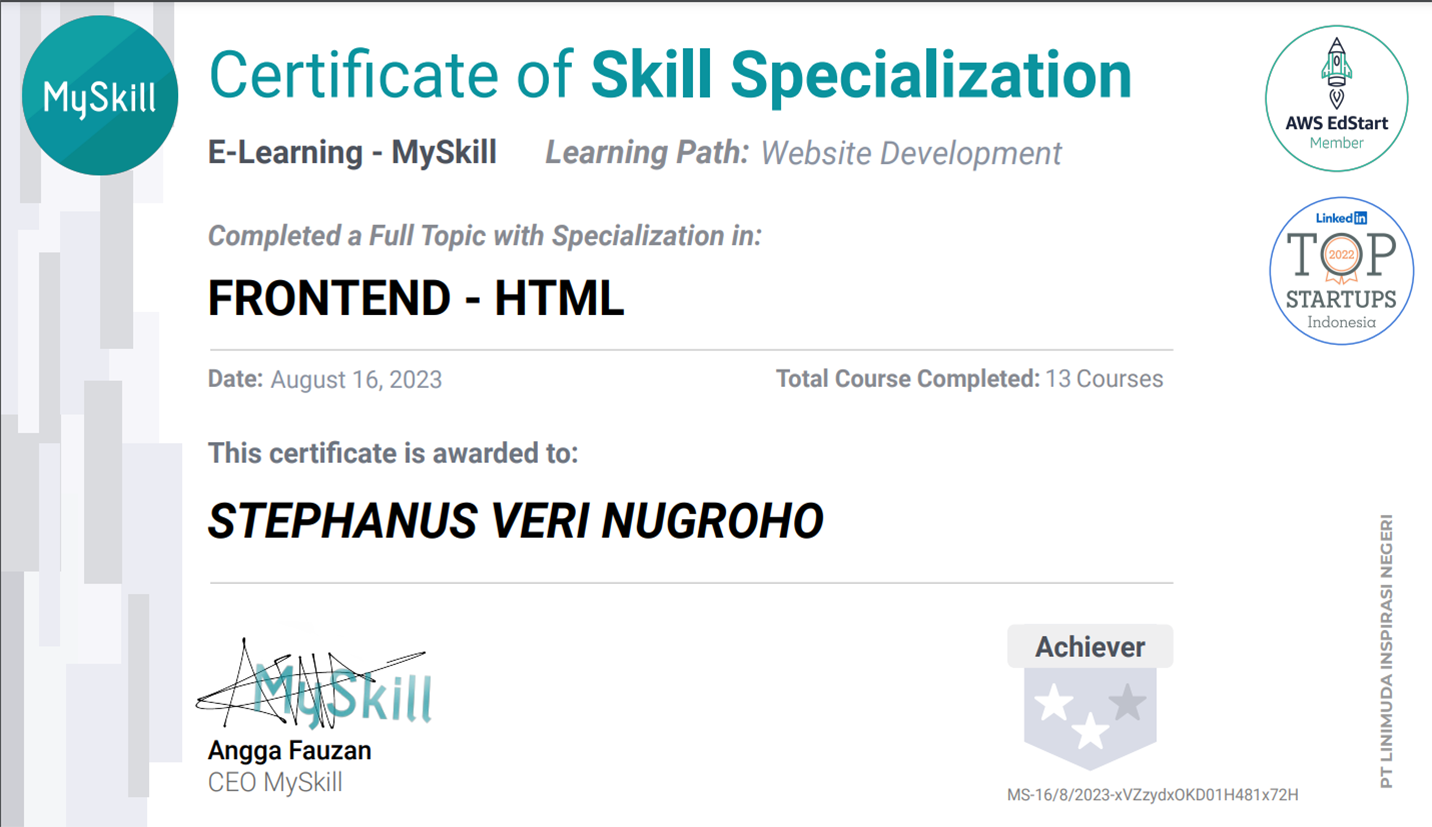 MySkill
Certificate of Skill Specialization
E-Learning - MySkill Learning Path: Website Development
Completed a Full Topic with Specialization in:
FRONTEND - HTML
Date: August 16, 2023 Total Course Completed: 13 Courses
This certificate is awarded to:
STEPHANUS VERI NUGROHO
MySkill
Angga Fauzan
CEO MySkill
Achiever
MS-16/8/2023-xVZzydxOKD01H481x72H
AWS EdStart
Member
LinkedIn
TOP
2022
STARTUPS
Indonesia
PT LINIMUDA INSPIRASI NEGERI